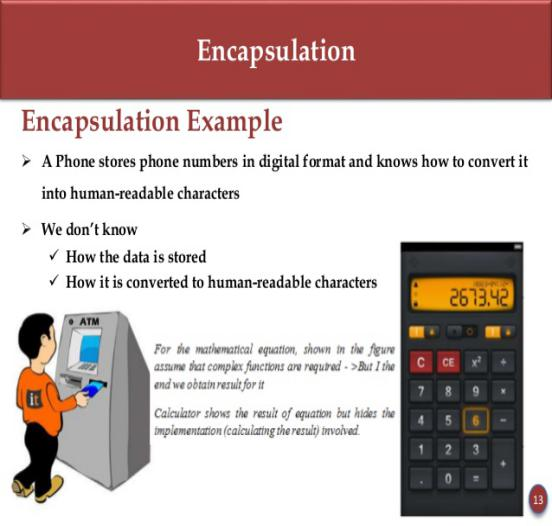 Encapsulation
Encapsulation Example
➢ A Phone stores phone numbers in digital format and knows how to convert it
into human-readable characters
➢ We don't know
✓ How the data is stored
✓ How it is converted to human-readable characters
ATM
it
For the mathematical equation, shown in the figure
assume that complex functions are required - >But I the
end we obtain result for it
Calculator shows the result of equation but hides the
implementation (calculating the result) involved.
2673.42
C CE x² ÷
7 8 9 ×
4 5 6 −
1 2 3 +
. 0 =
13